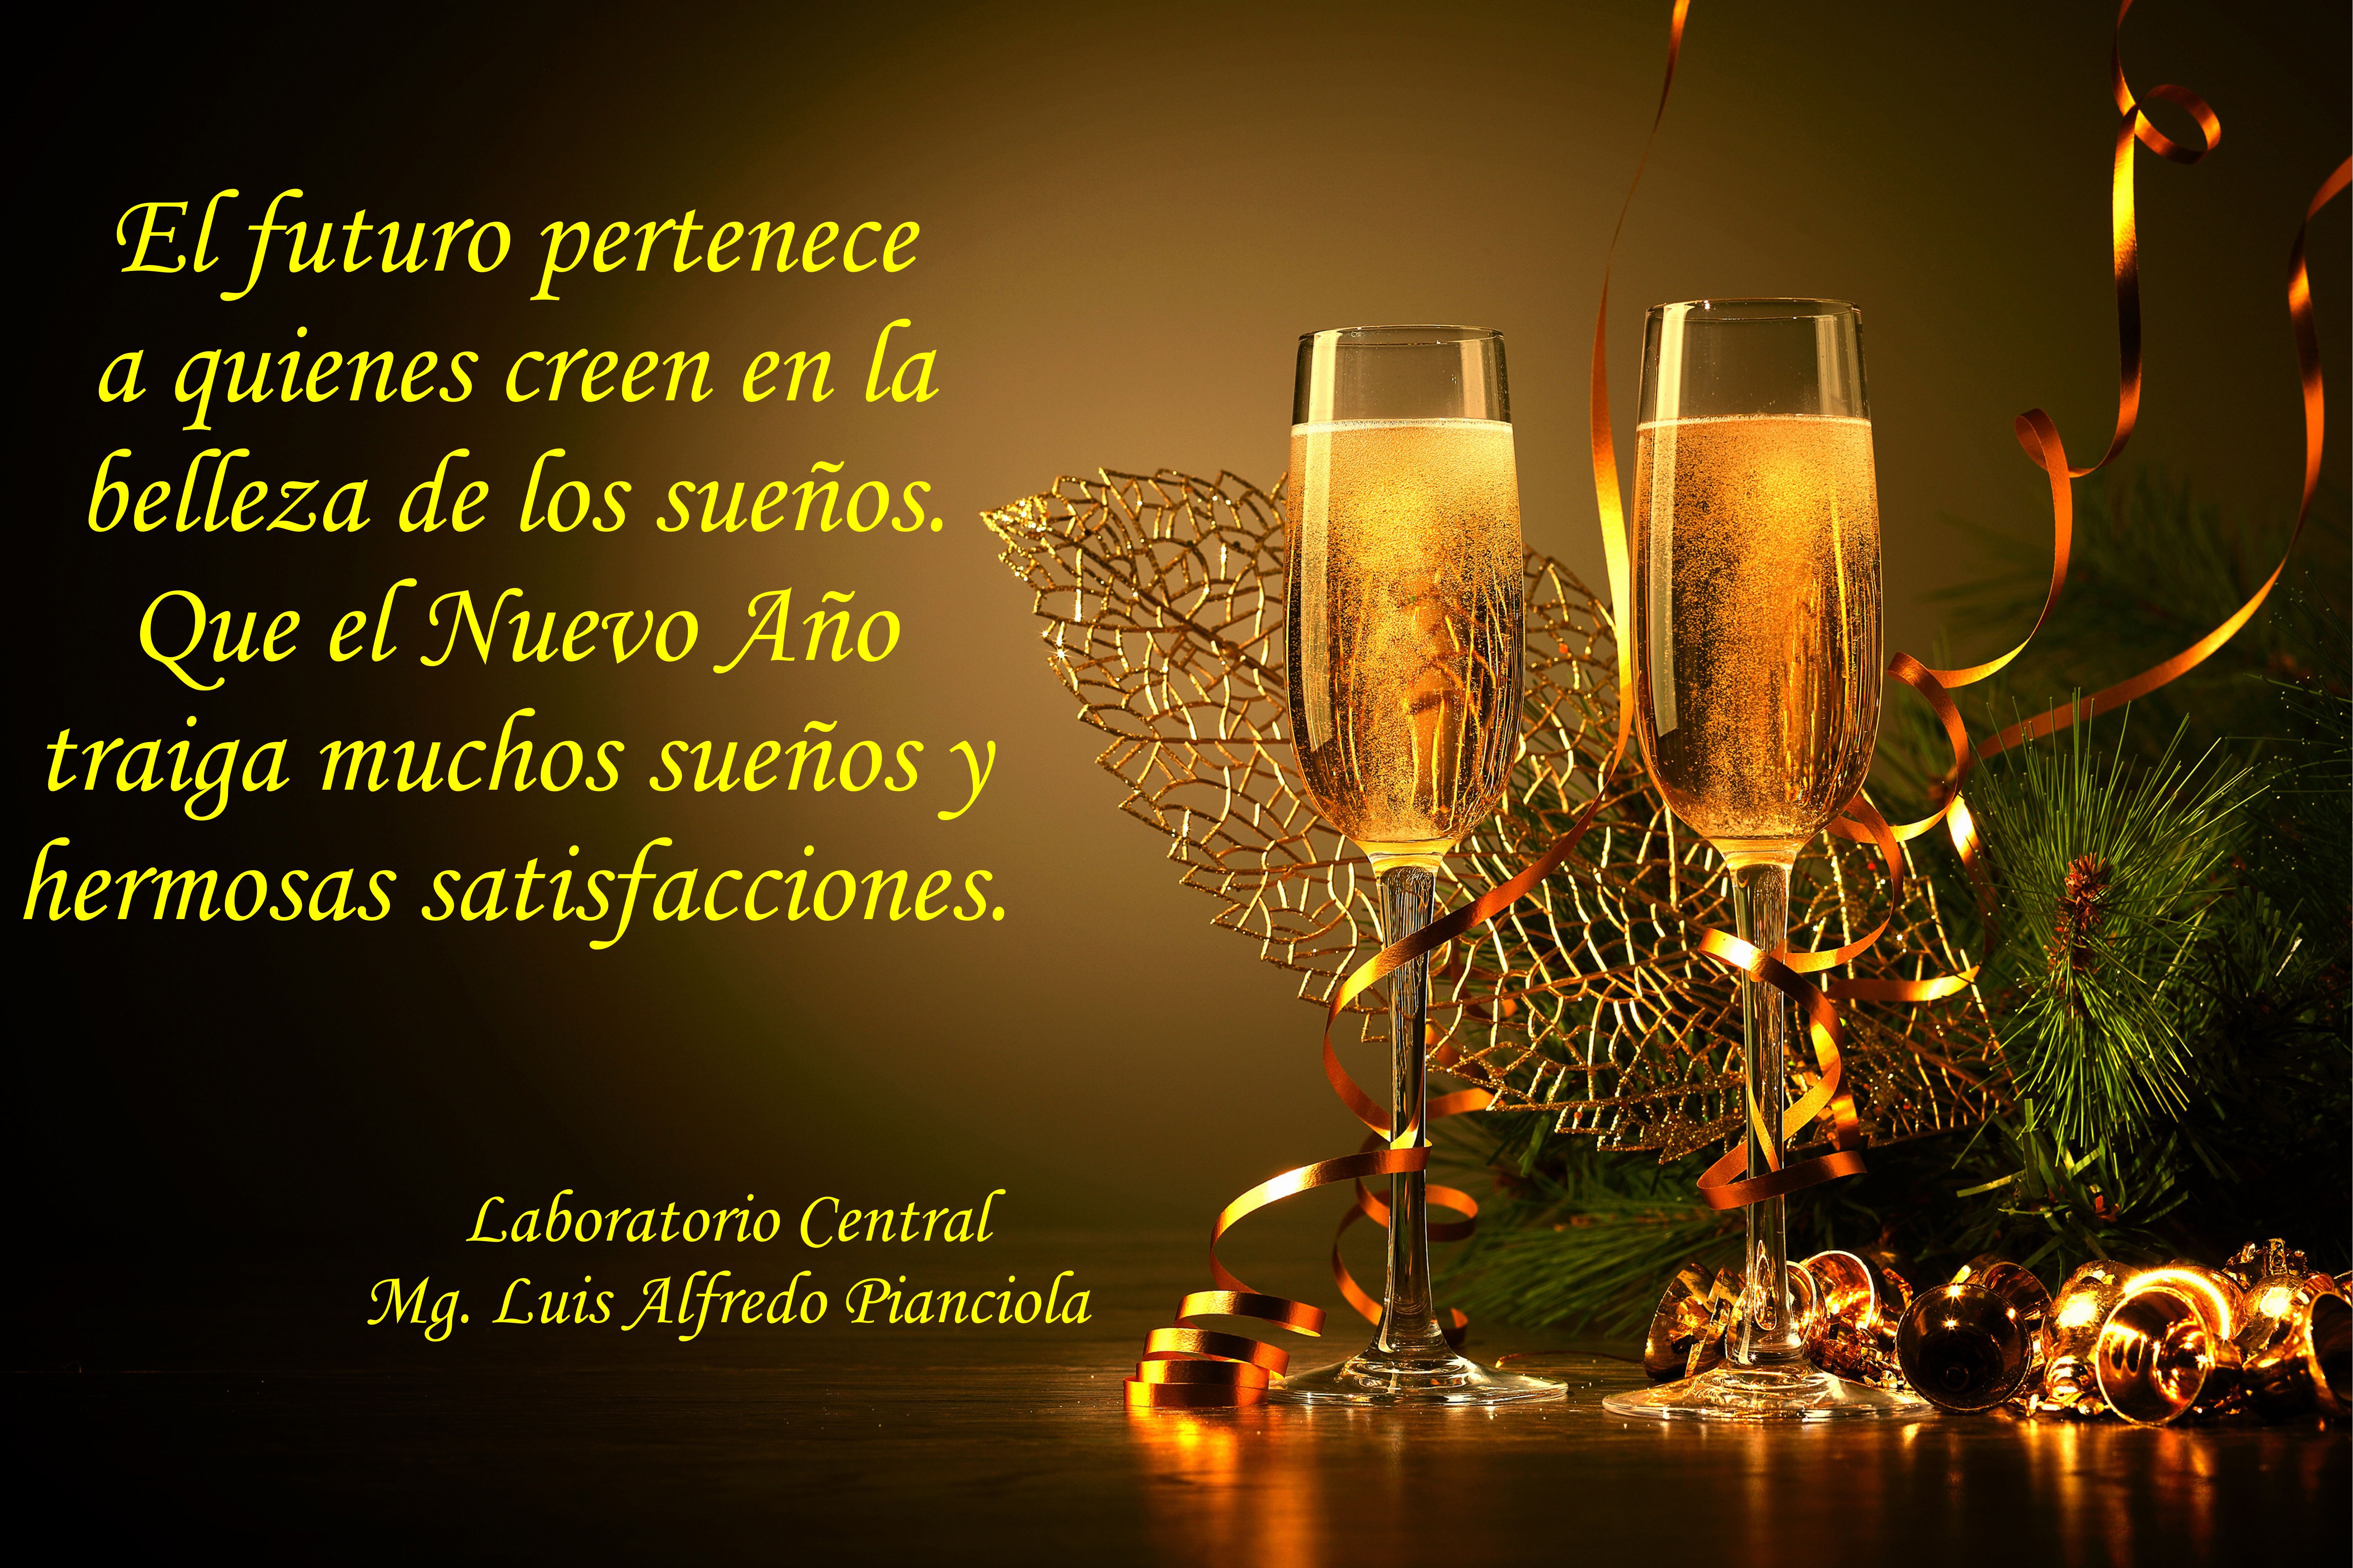 El futuro pertenece
a quienes creen en la
belleza de los sueños.
Que el Nuevo Año
traiga muchos sueños y
hermosas satisfacciones.
Laboratorio Central
Mg. Luis Alfredo Pianciola